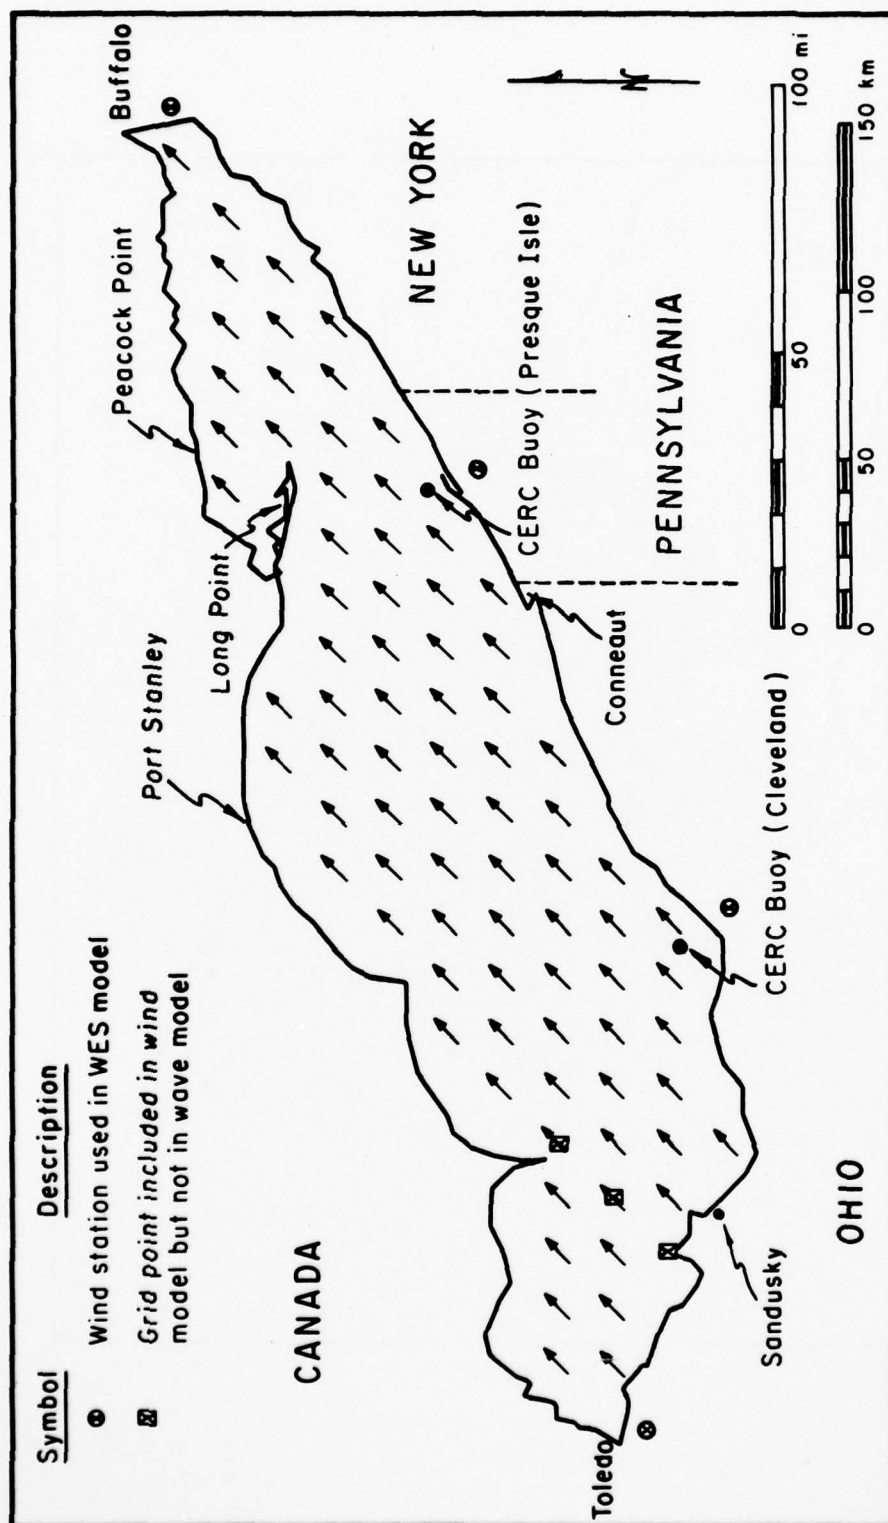 Symbol
Description
Wind station used in WES model
Grid point included in wind
model but not in wave model
CANADA
Port Stanley
Long Point
Peacock Point
Buffalo
NEW YORK
CERC Buoy (Presque Isle)
PENNSYLVANIA
Conneaut
CERC Buoy (Cleveland)
Sandusky
OHIO
Toledo
N
0 50 100 mi
0 50 100 150 km